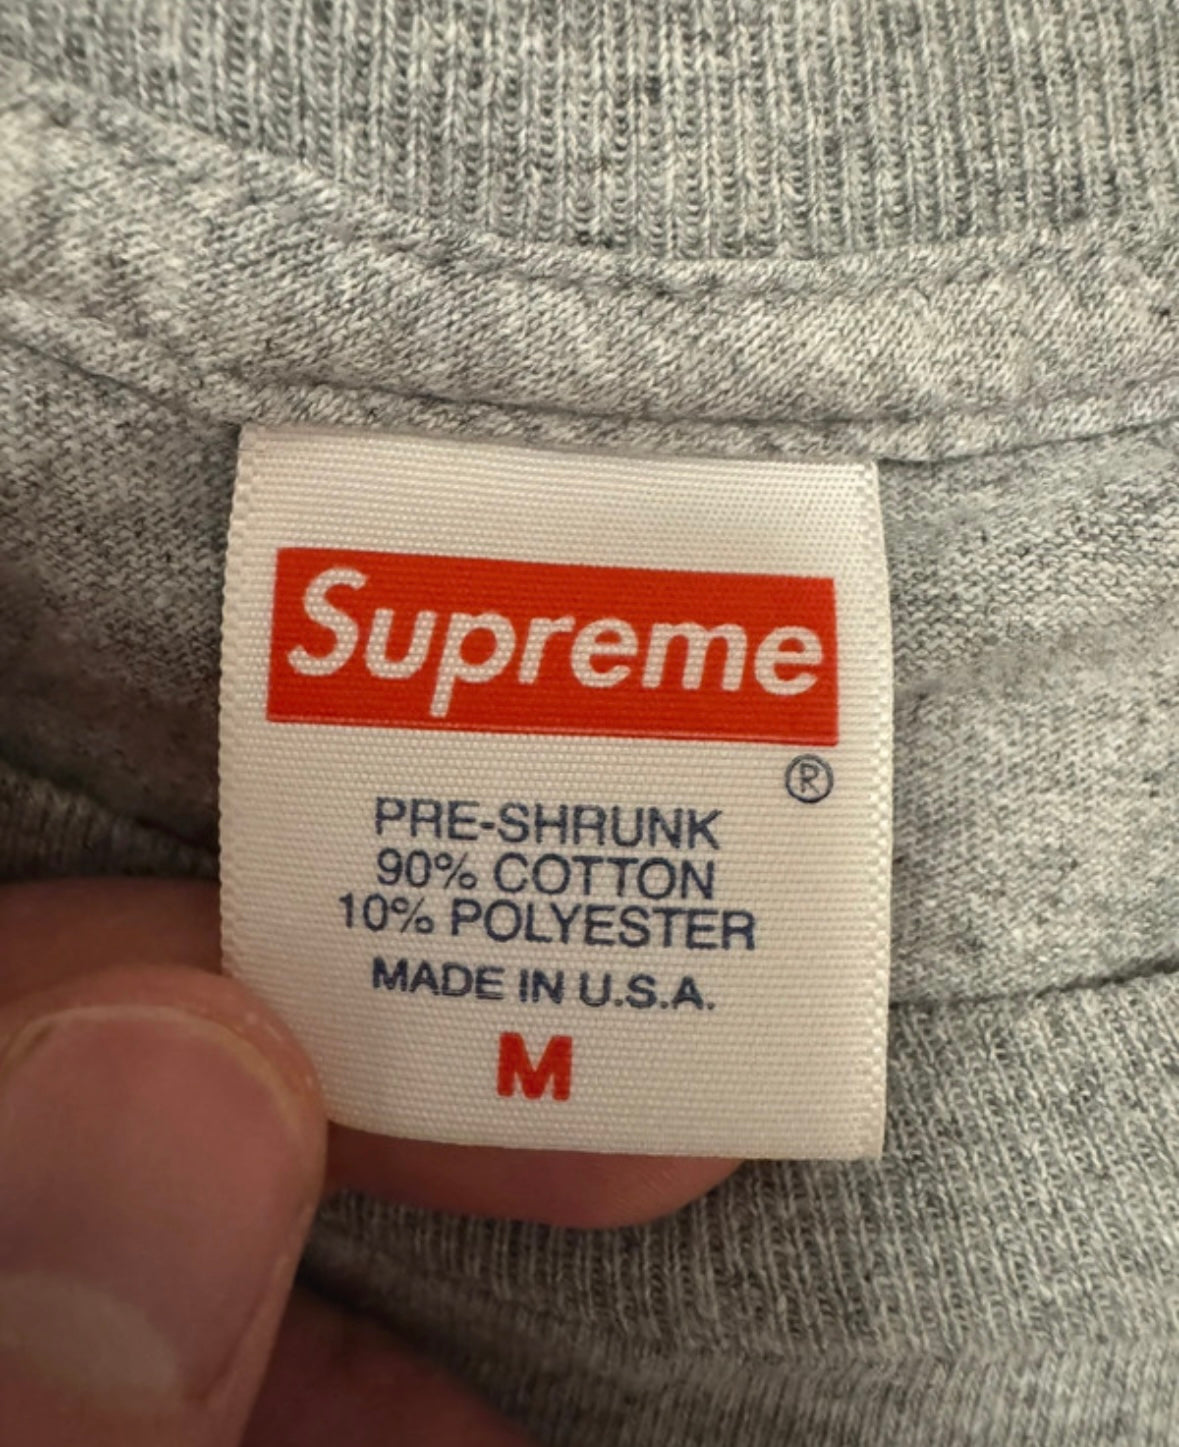 Supreme
®
PRE-SHRUNK
90% COTTON
10% POLYESTER
MADE IN U.S.A.
M